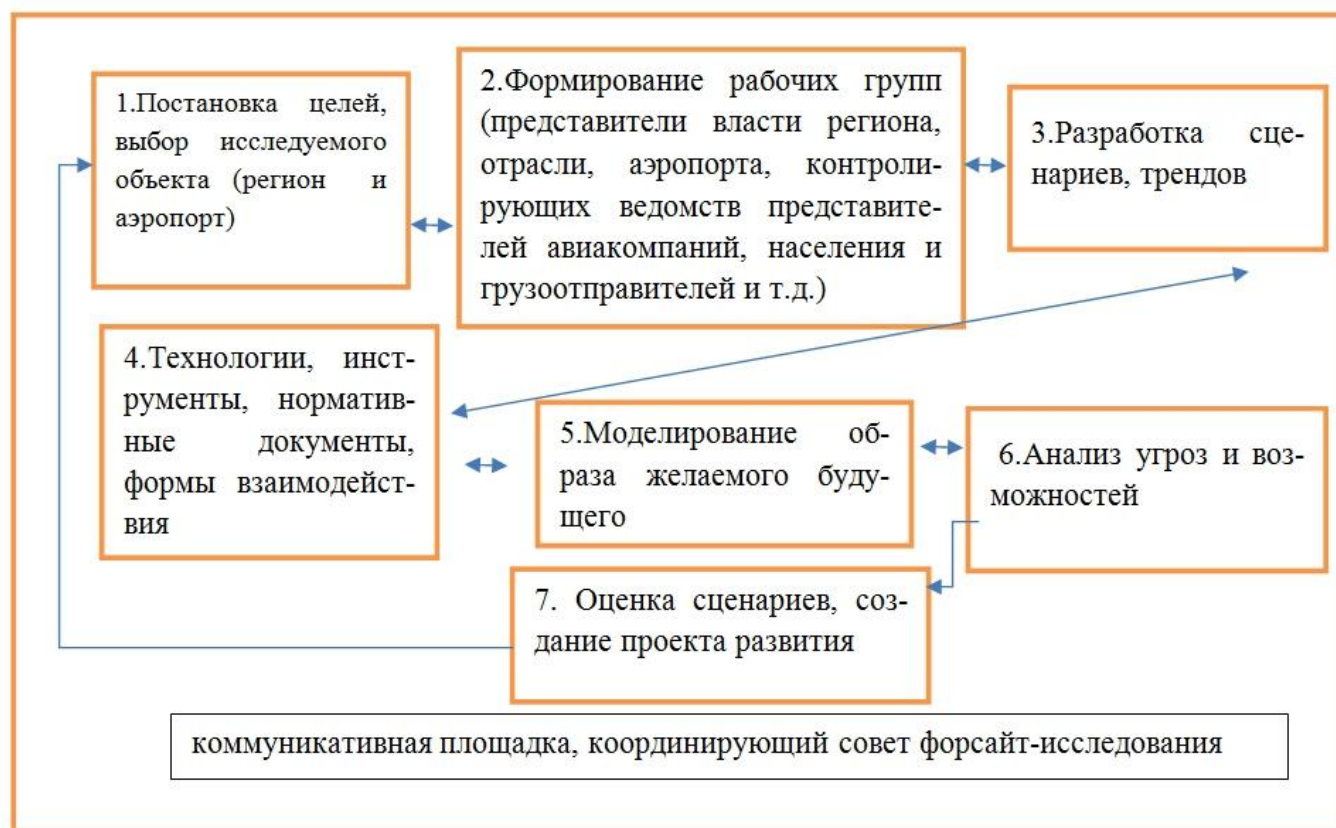 1.Постановка целей,
выбор исследуемого
объекта (регион и
аэропорт)
2.Формирование рабочих групп
(представители власти региона,
отрасли, аэропорта, контроли-
рующих ведомств представите-
лей авиакомпаний, населения и
грузоотправителей и т.д.)
3.Разработка сце-
нариев, трендов
4.Технологии, инст-
рументы, норматив-
ные документы,
формы взаимодейст-
вия
5.Моделирование об-
раза желаемого буду-
щего
6.Анализ угроз и воз-
можностей
7. Оценка сценариев, соз-
дание проекта развития
коммуникативная площадка, координирующий совет форсайт-исследования